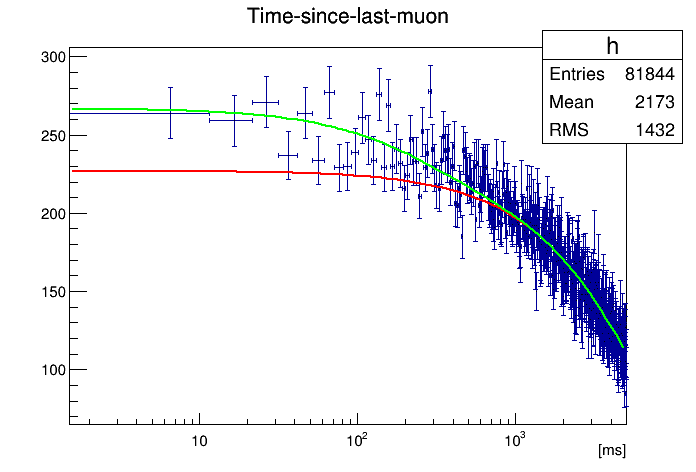 Time-since-last-muon
h
Entries 81844
Mean 2173
RMS 1432
300
250
200
150
100
10
10²
10³
[ms]